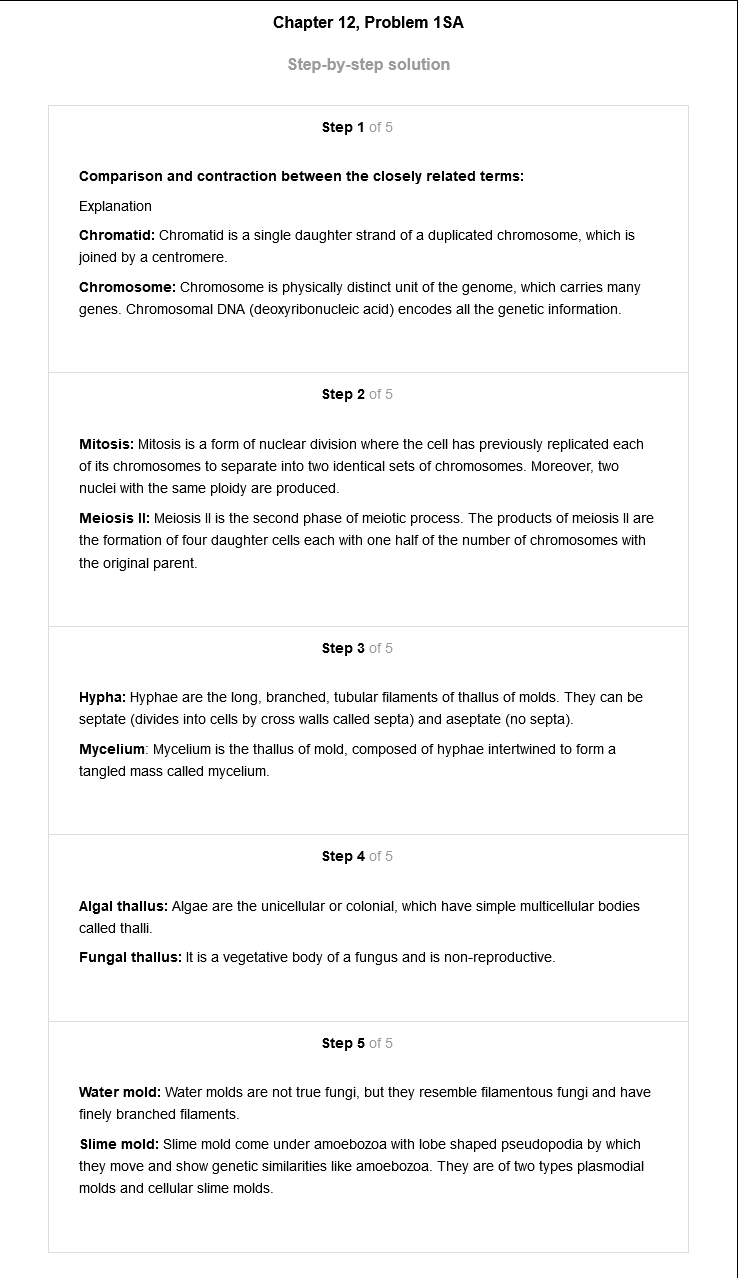 Chapter 12, Problem 1SA
Step-by-step solution
Step 1 of 5
Comparison and contraction between the closely related terms:
Explanation
Chromatid: Chromatid is a single daughter strand of a duplicated chromosome, which is
joined by a centromere.
Chromosome: Chromosome is physically distinct unit of the genome, which carries many
genes. Chromosomal DNA (deoxyribonucleic acid) encodes all the genetic information.
Step 2 of 5
Mitosis: Mitosis is a form of nuclear division where the cell has previously replicated each
of its chromosomes to separate into two identical sets of chromosomes. Moreover, two
nuclei with the same ploidy are produced.
Meiosis II: Meiosis II is the second phase of meiotic process. The products of meiosis II are
the formation of four daughter cells each with one half of the number of chromosomes with
the original parent.
Step 3 of 5
Hypha: Hyphae are the long, branched, tubular filaments of thallus of molds. They can be
septate (divides into cells by cross walls called septa) and aseptate (no septa).
Mycelium: Mycelium is the thallus of mold, composed of hyphae intertwined to form a
tangled mass called mycelium.
Step 4 of 5
Algal thallus: Algae are the unicellular or colonial, which have simple multicellular bodies
called thalli.
Fungal thallus: It is a vegetative body of a fungus and is non-reproductive.
Step 5 of 5
Water mold: Water molds are not true fungi, but they resemble filamentous fungi and have
finely branched filaments.
Slime mold: Slime mold come under amoebozoa with lobe shaped pseudopodia by which
they move and show genetic similarities like amoebozoa. They are of two types plasmodial
molds and cellular slime molds.